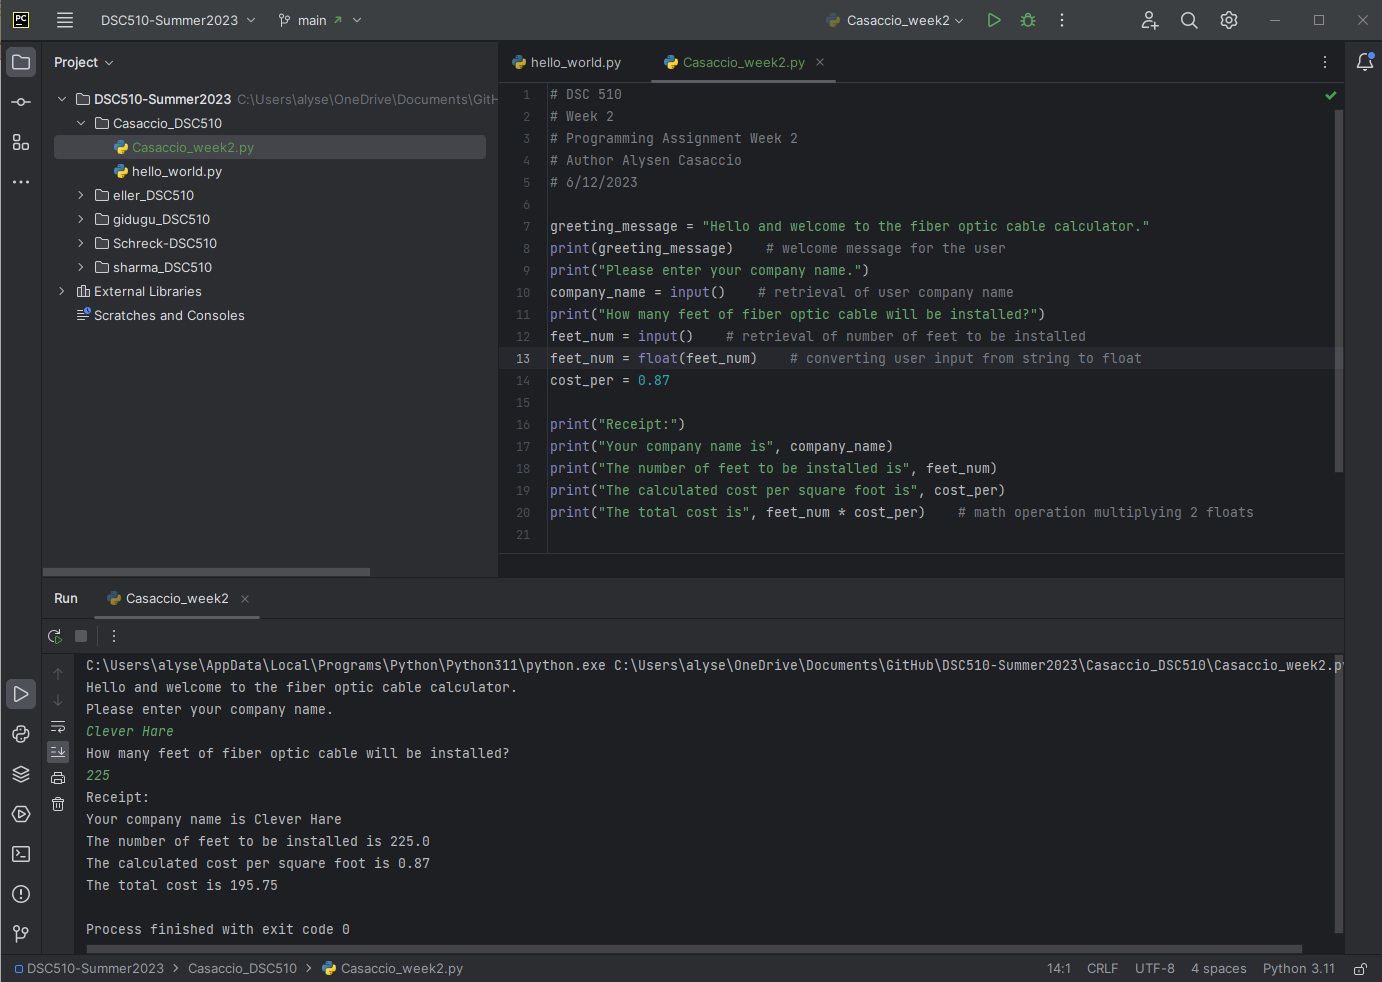 PC DSC510-Summer2023 main Casaccio_week2
Project
DSC510-Summer2023 C:\Users\alyse\OneDrive\Documents\GitH
Casaccio_DSC510
Casaccio_week2.py
hello_world.py
eller_DSC510
gidugu_DSC510
Schreck-DSC510
sharma_DSC510
External Libraries
Scratches and Consoles
hello_world.py Casaccio_week2.py
1 # DSC 510
2 # Week 2
3 # Programming Assignment Week 2
4 # Author Alysen Casaccio
5 # 6/12/2023
6
7 greeting_message = "Hello and welcome to the fiber optic cable calculator."
8 print(greeting_message)    # welcome message for the user
9 print("Please enter your company name.")
10 company_name = input()    # retrieval of user company name
11 print("How many feet of fiber optic cable will be installed?")
12 feet_num = input()    # retrieval of number of feet to be installed
13 feet_num = float(feet_num)    # converting user input from string to float
14 cost_per = 0.87
15
16 print("Receipt:")
17 print("Your company name is", company_name)
18 print("The number of feet to be installed is", feet_num)
19 print("The calculated cost per square foot is", cost_per)
20 print("The total cost is", feet_num * cost_per)    # math operation multiplying 2 floats
21
Run Casaccio_week2
C:\Users\alyse\AppData\Local\Programs\Python\Python311\python.exe C:\Users\alyse\OneDrive\Documents\GitHub\DSC510-Summer2023\Casaccio_DSC510\Casaccio_week2.py
Hello and welcome to the fiber optic cable calculator.
Please enter your company name.
Clever Hare
How many feet of fiber optic cable will be installed?
225
Receipt:
Your company name is Clever Hare
The number of feet to be installed is 225.0
The calculated cost per square foot is 0.87
The total cost is 195.75
Process finished with exit code 0
DSC510-Summer2023 > Casaccio_DSC510 > Casaccio_week2.py 14:1 CRLF UTF-8 4 spaces Python 3.11